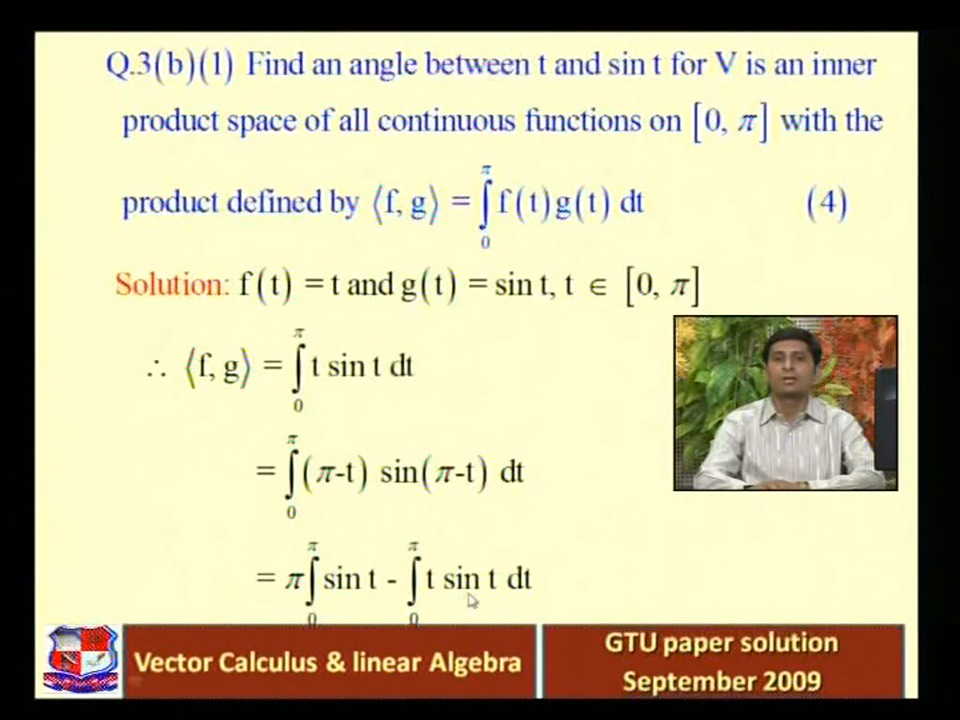 Q.3(b)(1) Find an angle between t and sin t for V is an inner
product space of all continuous functions on [0, π] with the
product defined by ⟨f, g⟩ = ∫₀^π f(t)g(t) dt (4)
Solution: f(t) = t and g(t) = sin t, t ∈ [0, π]
∴ ⟨f, g⟩ = ∫₀^π t sin t dt
= ∫₀^π (π-t) sin(π-t) dt
= π∫₀^π sin t - ∫₀^π t sin t dt
Vector Calculus & linear Algebra
GTU paper solution
September 2009